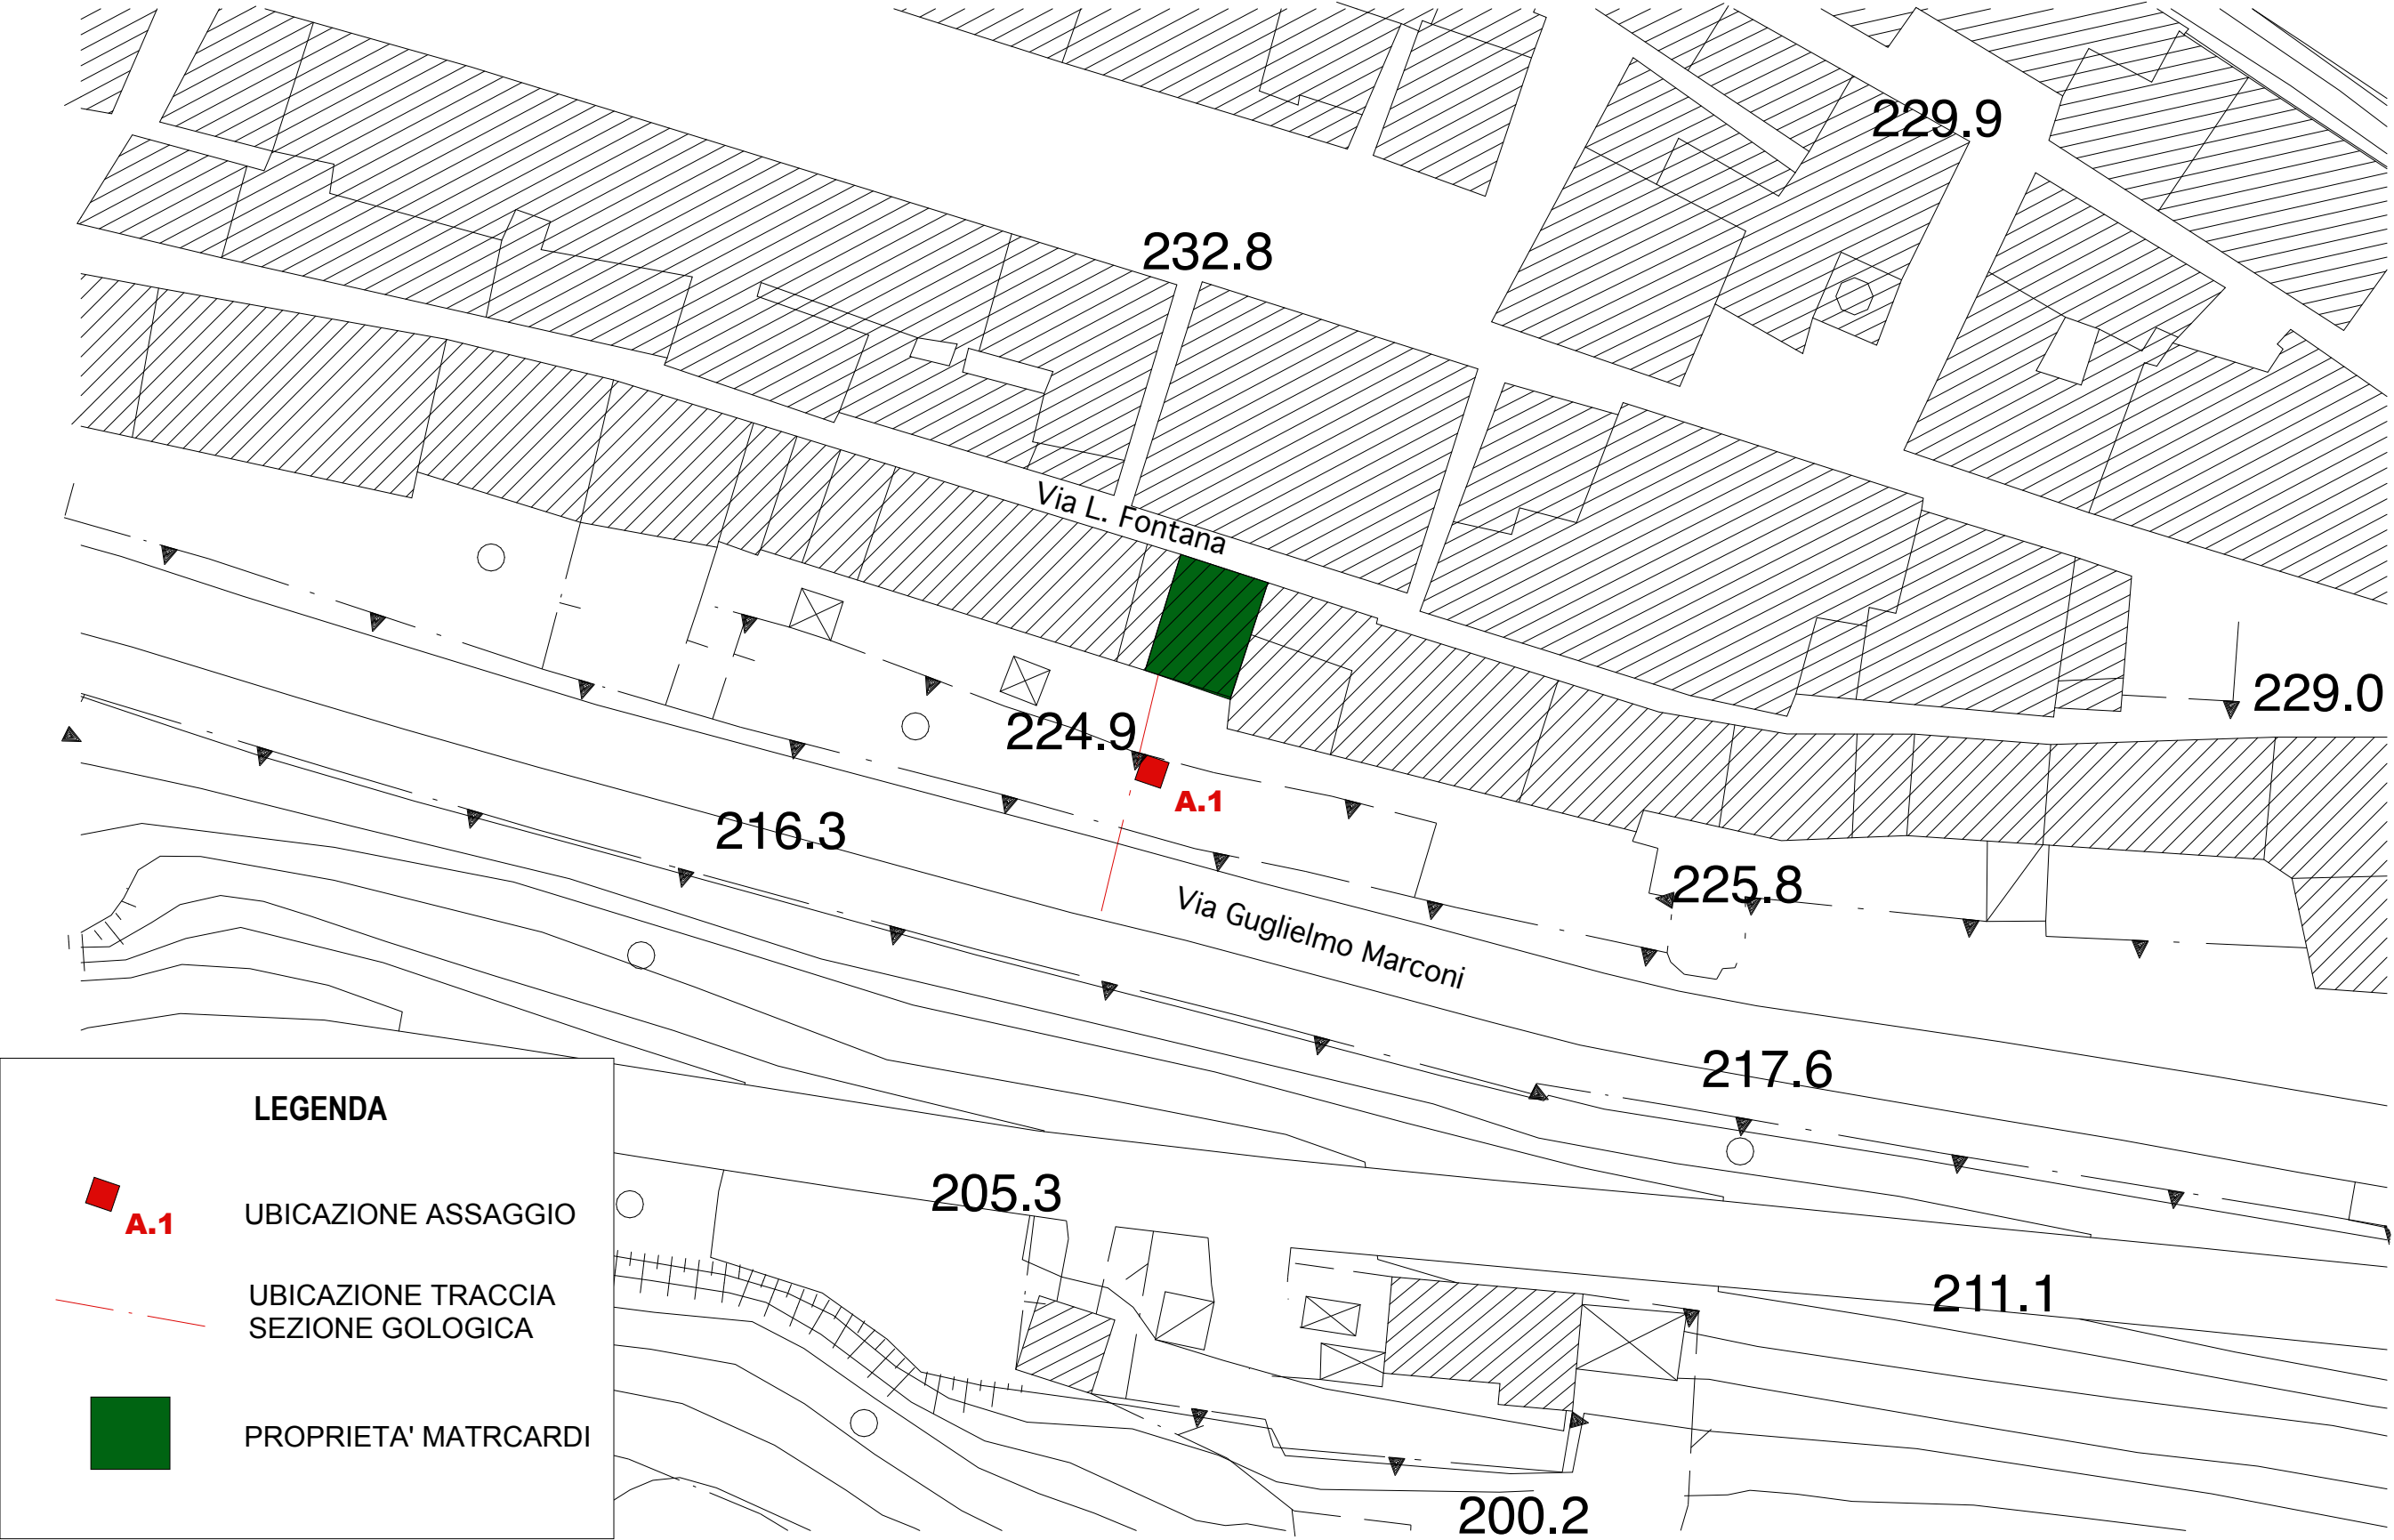 229.9
232.8
Via L. Fontana
229.0
224.9
A.1
216.3
225.8
Via Guglielmo Marconi
217.6
205.3
211.1
200.2
LEGENDA
A.1
UBICAZIONE ASSAGGIO
UBICAZIONE TRACCIA
SEZIONE GOLOGICA
PROPRIETA' MATRCARDI